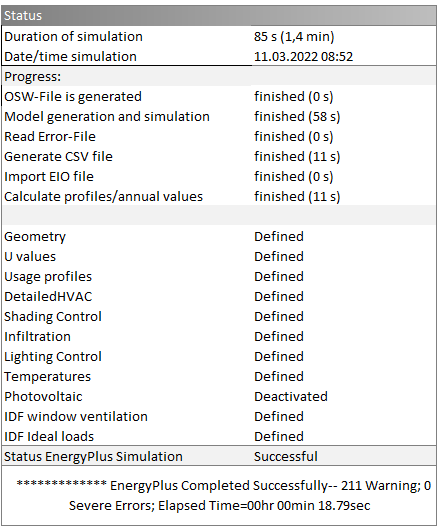 Status
Duration of simulation 85 s (1,4 min)
Date/time simulation 11.03.2022 08:52
Progress:
OSW-File is generated finished (0 s)
Model generation and simulation finished (58 s)
Read Error-File finished (0 s)
Generate CSV file finished (11 s)
Import EIO file finished (0 s)
Calculate profiles/annual values finished (11 s)
Geometry Defined
U values Defined
Usage profiles Defined
DetailedHVAC Defined
Shading Control Defined
Infiltration Defined
Lighting Control Defined
Temperatures Defined
Photovoltaic Deactivated
IDF window ventilation Defined
IDF Ideal loads Defined
Status EnergyPlus Simulation Successful
************* EnergyPlus Completed Successfully-- 211 Warning; 0
Severe Errors; Elapsed Time=00hr 00min 18.79sec